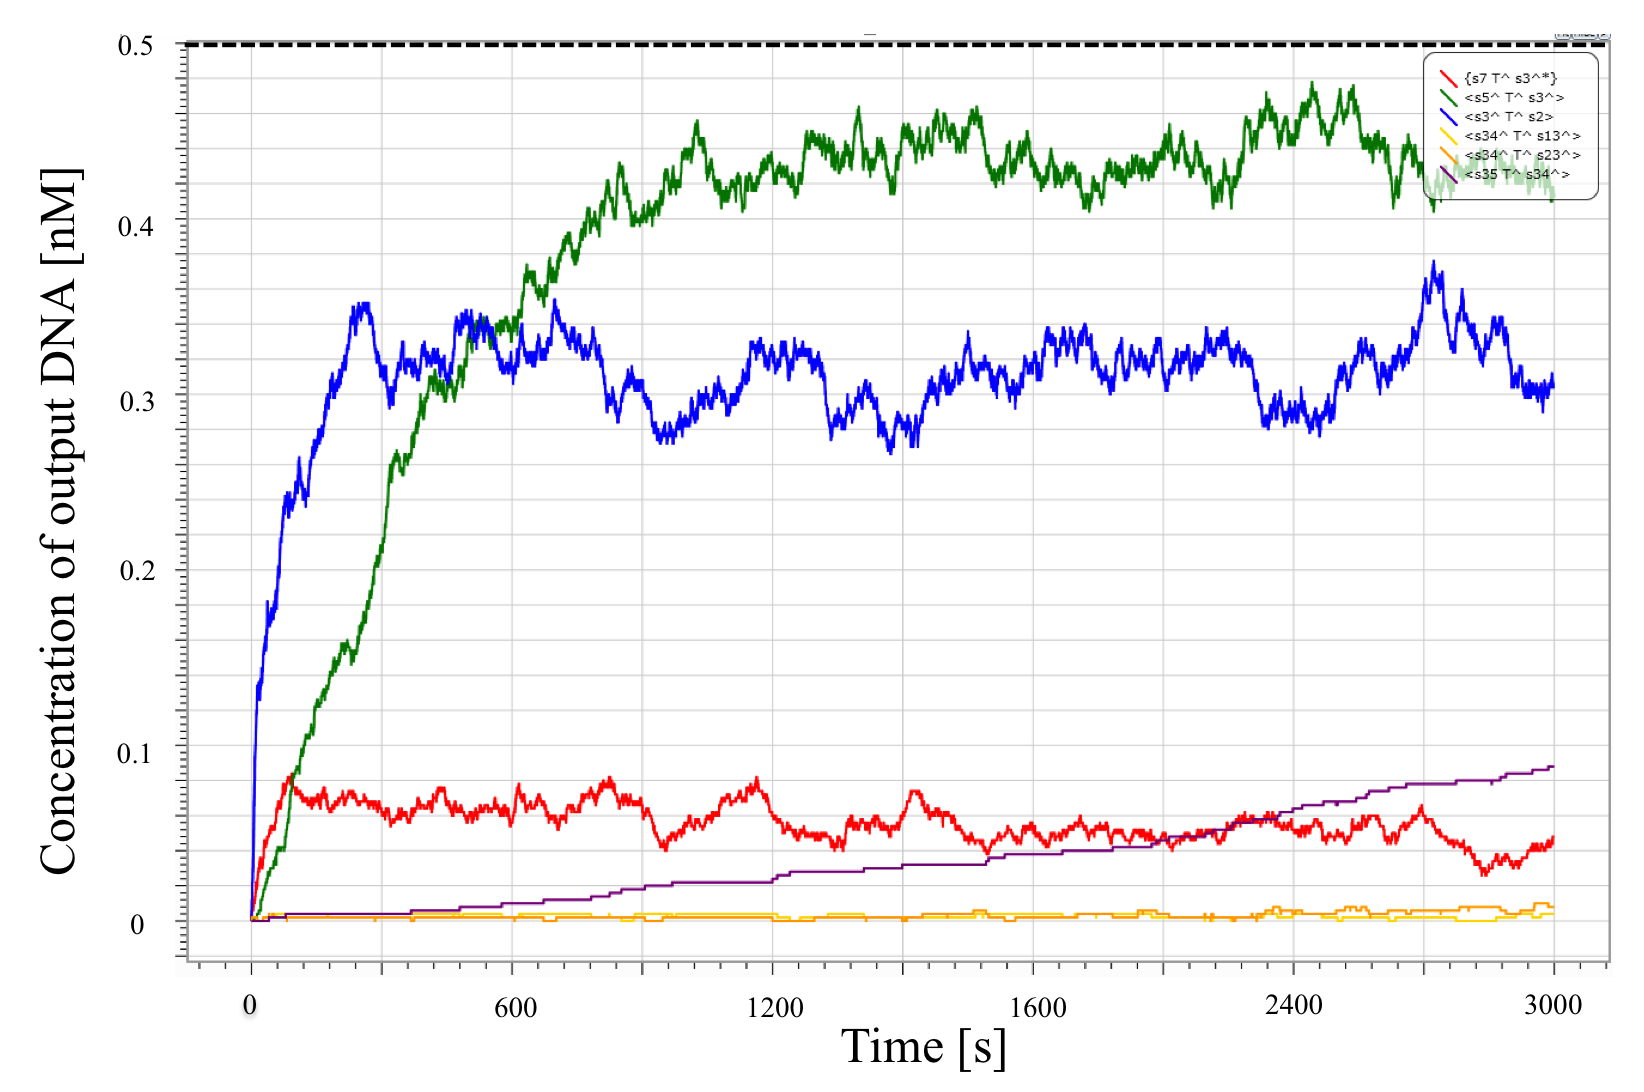 0.5
0.4
0.3
0.2
0.1
0
Concentration of output DNA [nM]
{s7 T^ s3^*}
<s5^ T^ s3^>
<s3^ T^ s2>
<s34^ T^ s13^>
<s34^ T^ s23^>
<s35 T^ s34^>
0 600 1200 1600 2400 3000
Time [s]